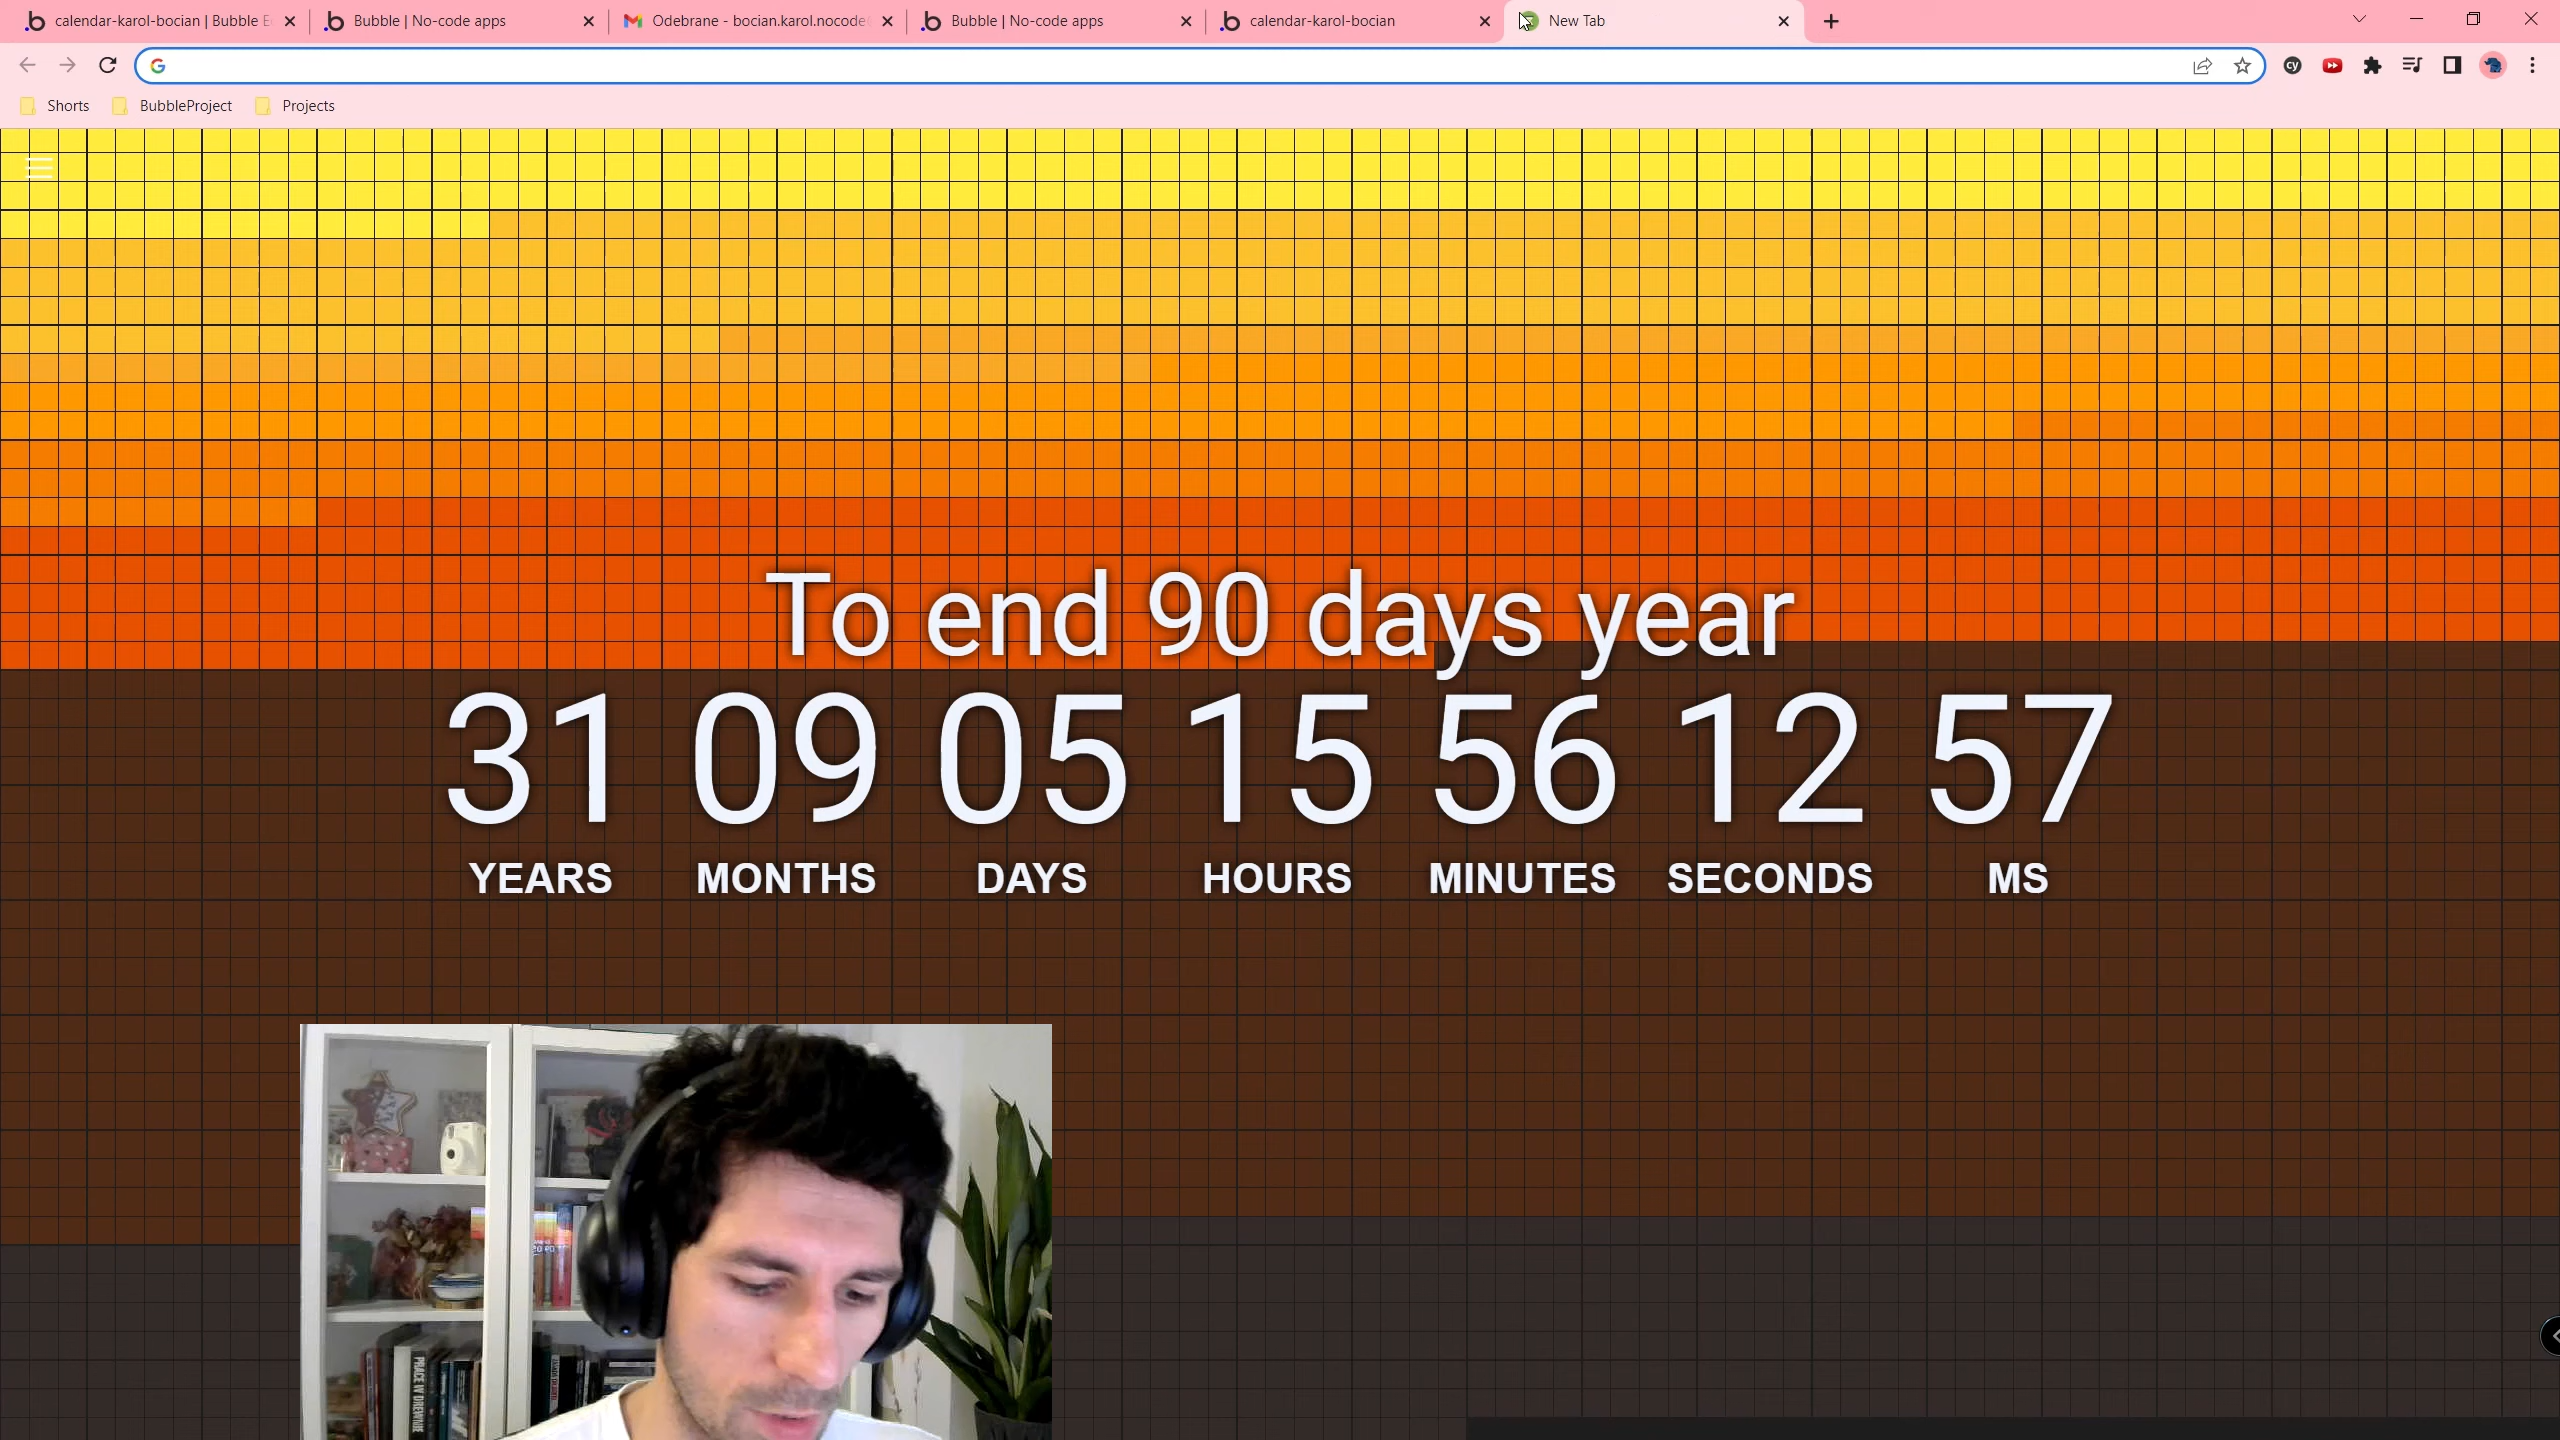 calendar-karol-bocian | Bubble E
Bubble | No-code apps
Odebrane - bocian.karol.nocode
Bubble | No-code apps
calendar-karol-bocian
New Tab
Shorts
BubbleProject
Projects
To end 90 days year
31 09 05 15 56 12 57
YEARS MONTHS DAYS HOURS MINUTES SECONDS MS